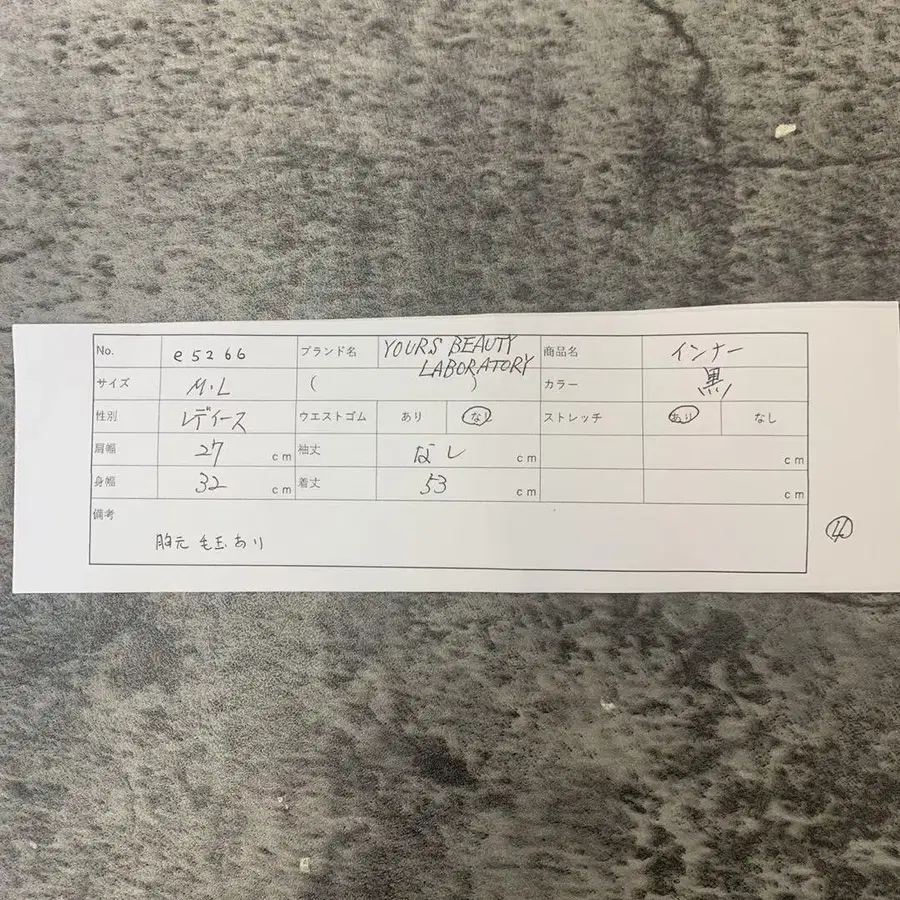 No. e5266 ブランド名 YOURS BEAUTY LABORATORY 商品名 インナー
サイズ M・L ( ) カラー 黒
性別 レディース ウエストゴム あり なし ストレッチ あり なし
肩幅 27 cm 袖丈 なし cm cm
身幅 32 cm 着丈 53 cm cm
備考
胸元 毛玉あり
④